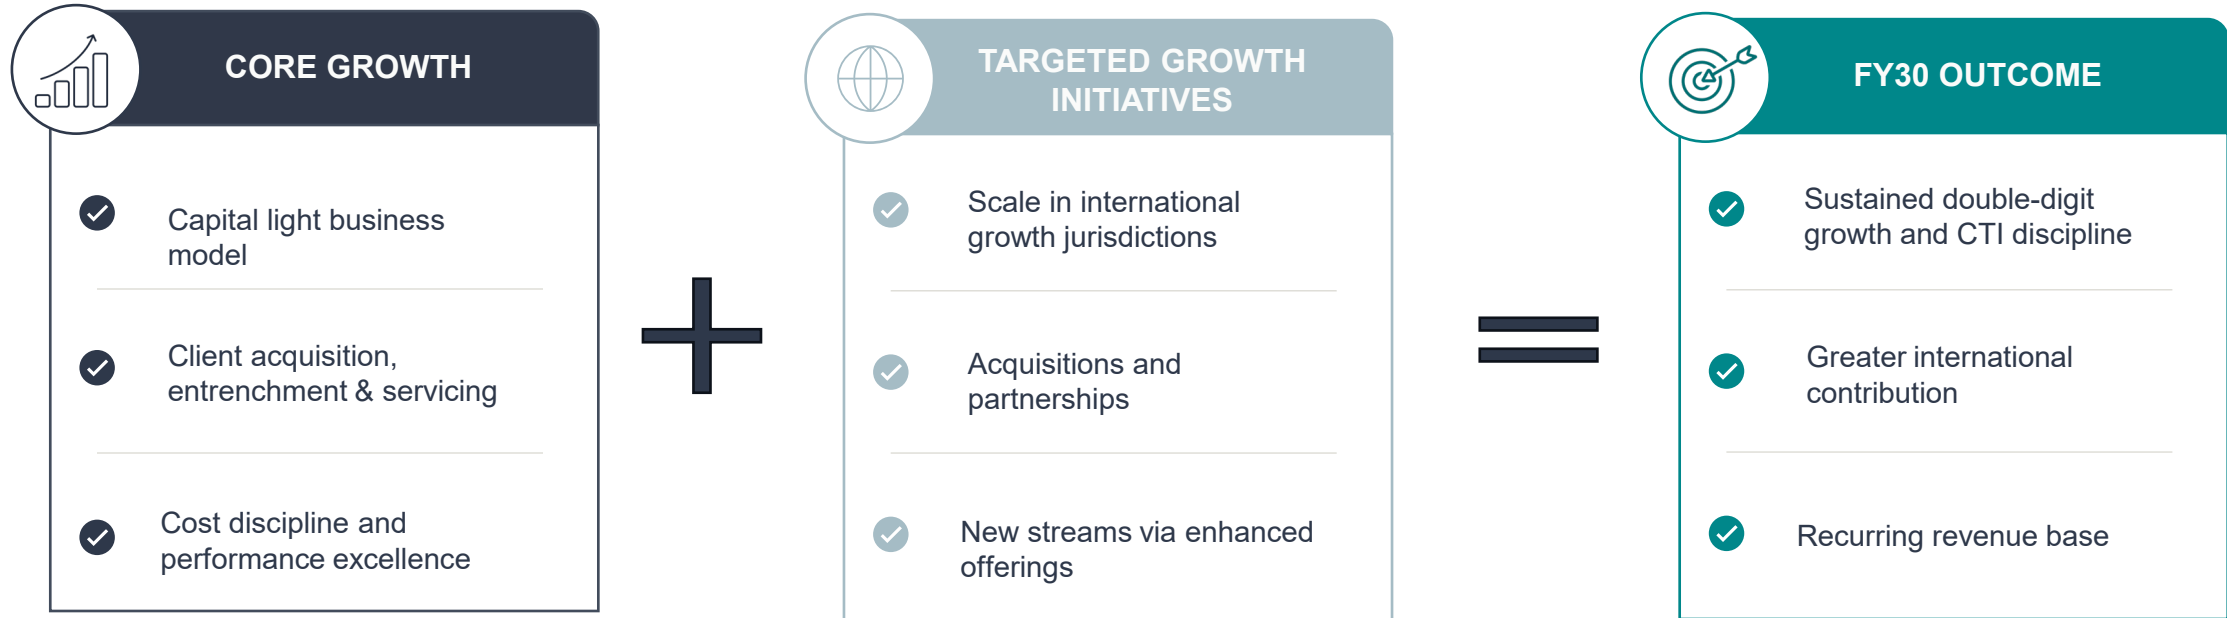 CORE GROWTH
Capital light business
model
Client acquisition,
entrenchment & servicing
Cost discipline and
performance excellence
TARGETED GROWTH
INITIATIVES
Scale in international
growth jurisdictions
Acquisitions and
partnerships
New streams via enhanced
offerings
FY30 OUTCOME
Sustained double-digit
growth and CTI discipline
Greater international
contribution
Recurring revenue base